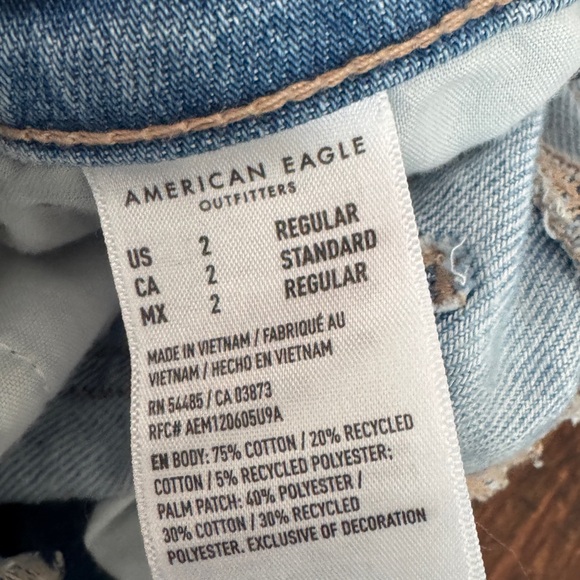 AMERICAN EAGLE
OUTFITTERS
US 2 REGULAR
CA 2 STANDARD
MX 2 REGULAR
MADE IN VIETNAM / FABRIQUÉ AU
VIETNAM / HECHO EN VIETNAM
RN 54485 / CA 03873
RFC# AEM120605U9A
EN BODY: 75% COTTON / 20% RECYCLED
COTTON / 5% RECYCLED POLYESTER;
PALM PATCH: 40% POLYESTER /
30% COTTON / 30% RECYCLED
POLYESTER. EXCLUSIVE OF DECORATION